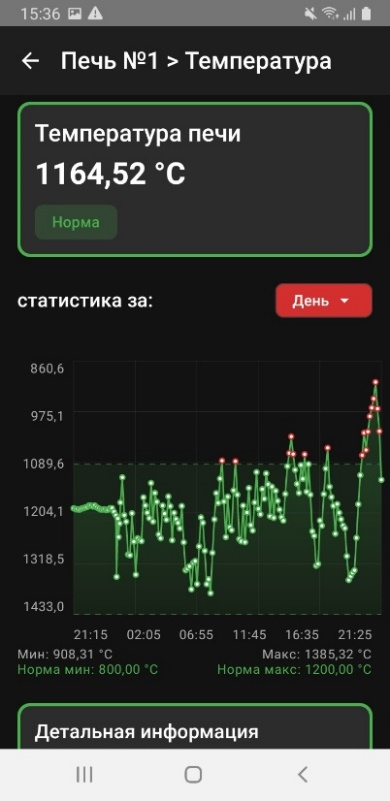 15:36
Печь №1 > Температура
Температура печи
1164,52 °C
Норма
статистика за:
День
860,6
975,1
1089,6
1204,1
1318,5
1433,0
21:15 02:05 06:55 11:45 16:35 21:25
Мин: 908,31 °C Макс: 1385,32 °C
Норма мин: 800,00 °C Норма макс: 1200,00 °C
Детальная информация